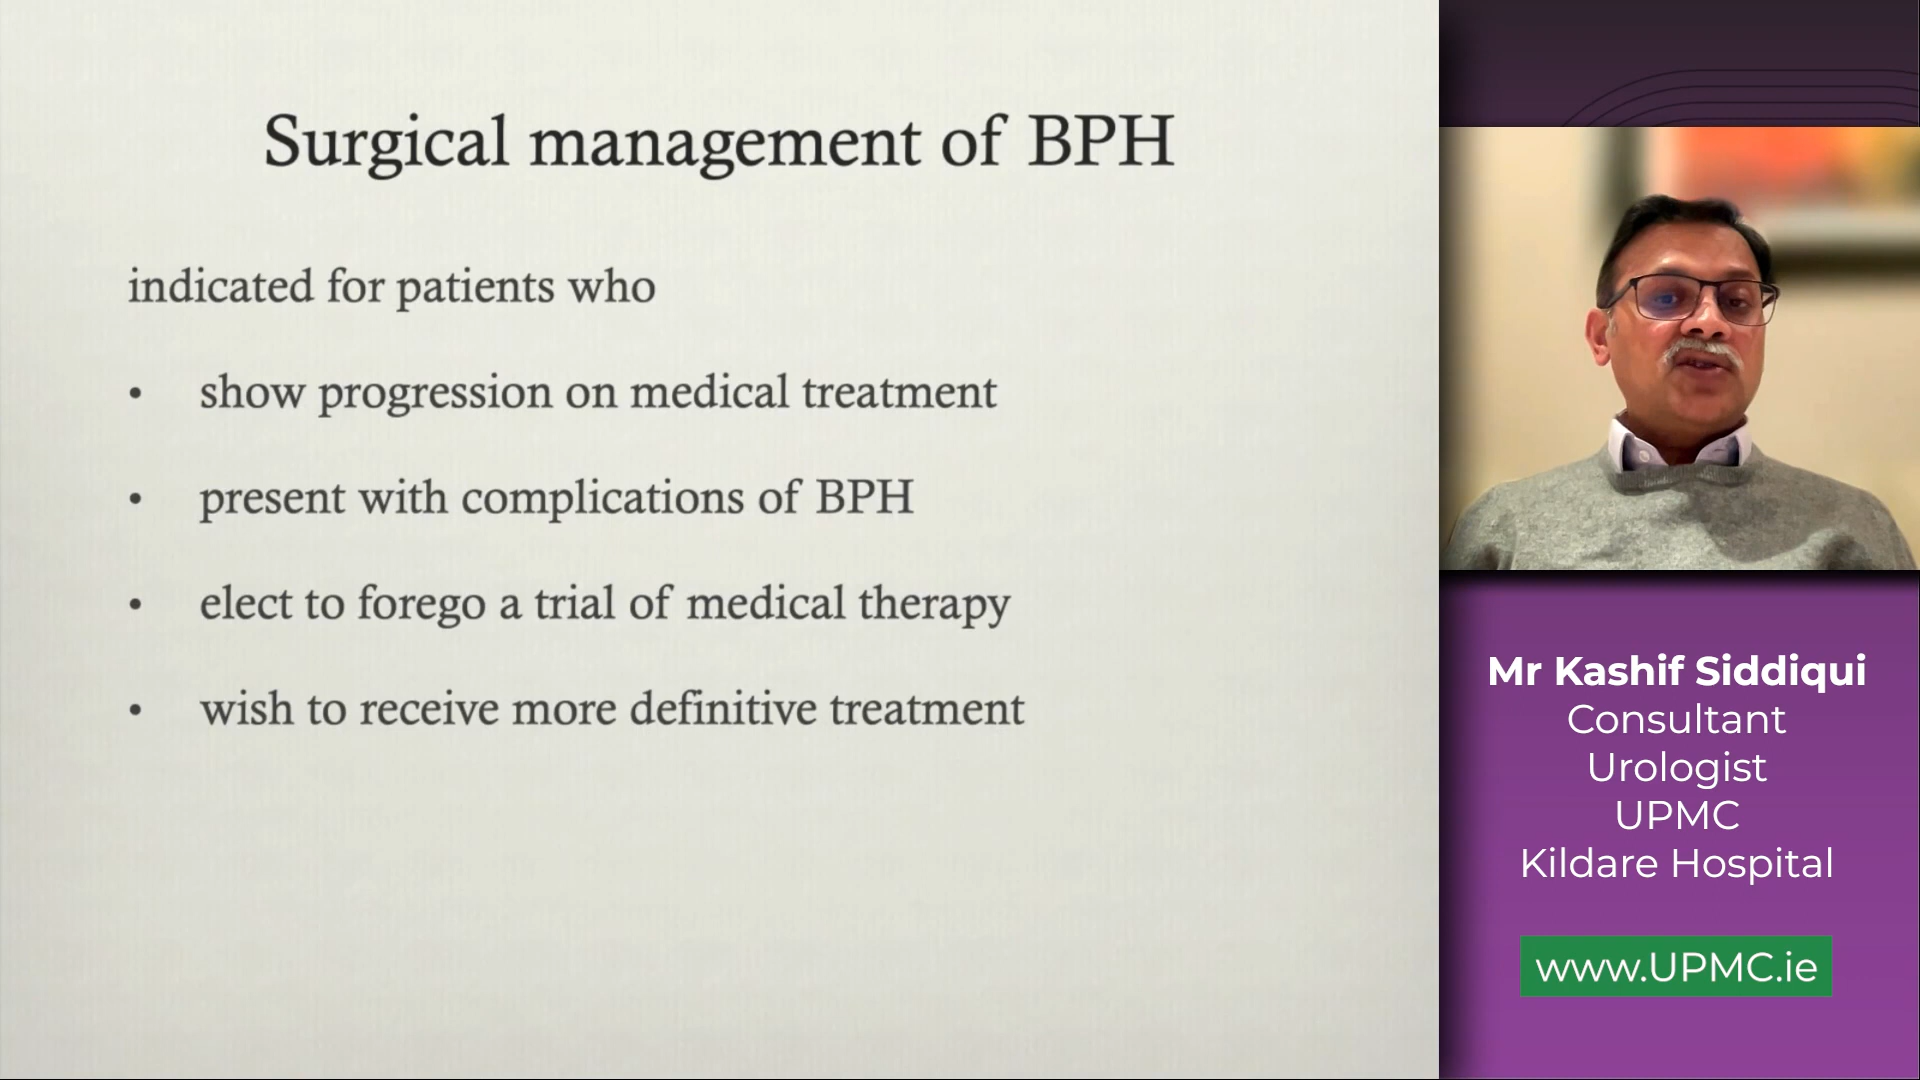 Surgical management of BPH
indicated for patients who
• show progression on medical treatment
• present with complications of BPH
• elect to forego a trial of medical therapy
• wish to receive more definitive treatment
Mr Kashif Siddiqui
Consultant
Urologist
UPMC
Kildare Hospital
www.UPMC.ie